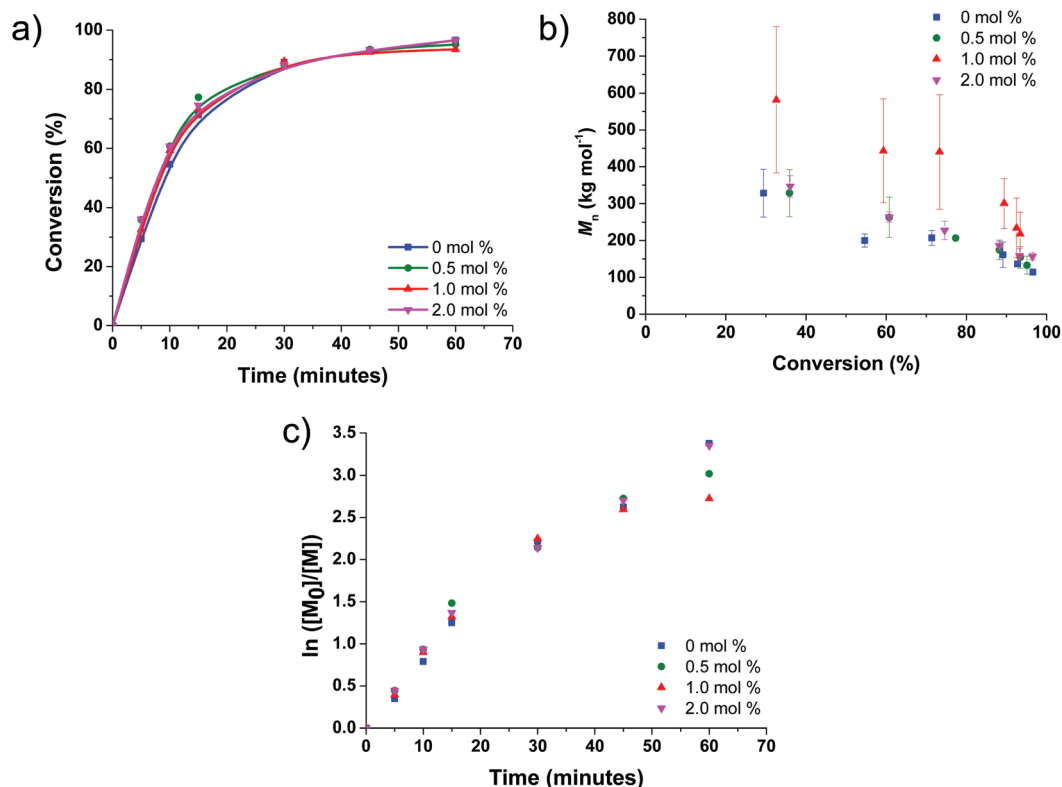 a)
100
80
60
40
20
0
Conversion (%)
0 mol %
0.5 mol %
1.0 mol %
2.0 mol %
0 10 20 30 40 50 60 70
Time (minutes)
b)
800
700
600
500
400
300
200
100
0
Mn (kg mol-1)
0 mol %
0.5 mol %
1.0 mol %
2.0 mol %
0 20 40 60 80 100
Conversion (%)
c)
3.5
3.0
2.5
2.0
1.5
1.0
0.5
0.0
ln ([M0]/[M])
0 mol %
0.5 mol %
1.0 mol %
2.0 mol %
0 10 20 30 40 50 60 70
Time (minutes)